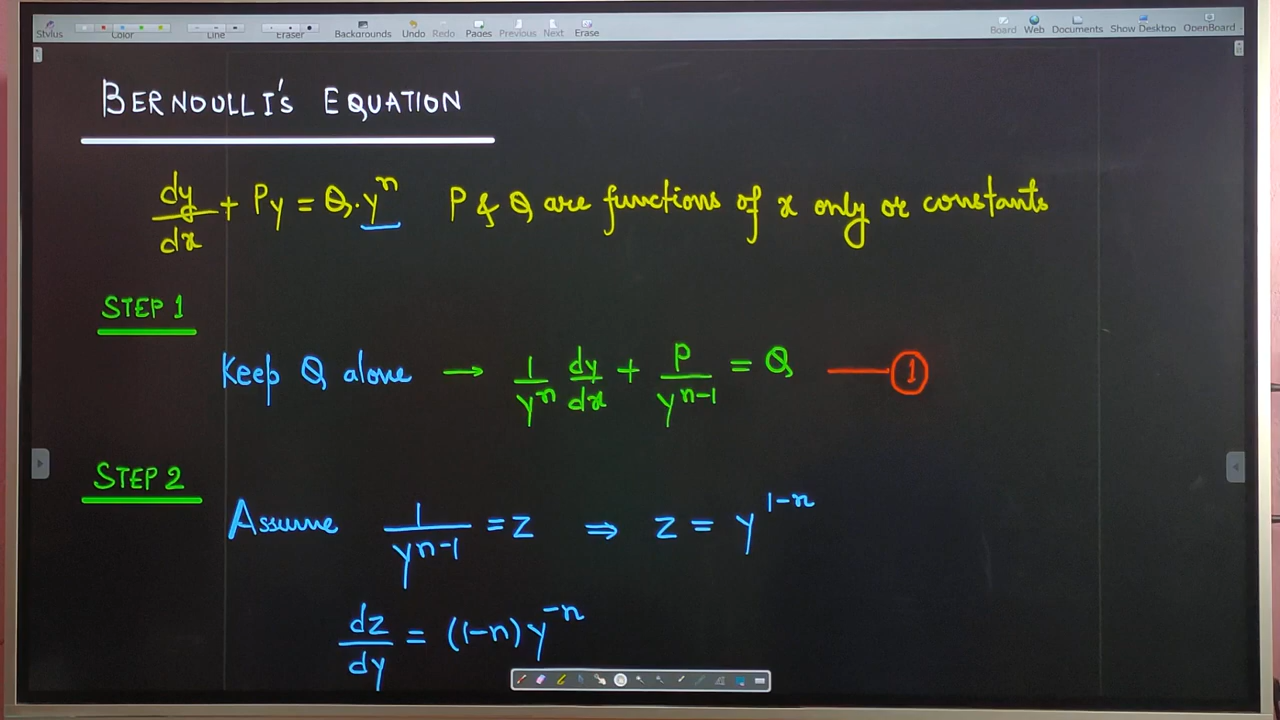 Stylus Color Line Eraser Backgrounds Undo Redo Pages Previous Next Erase Board Web Documents Show Desktop OpenBoard
BERNOULLI'S EQUATION
dy/dx + Py = Q.y^n P & Q are functions of x only or constants
STEP 1
Keep Q alone → 1/y^n dy/dx + P/y^n-1 = Q —— 1
STEP 2
Assume 1/y^n-1 = z ⇒ z = y^1-n
dz/dy = (1-n) y^-n